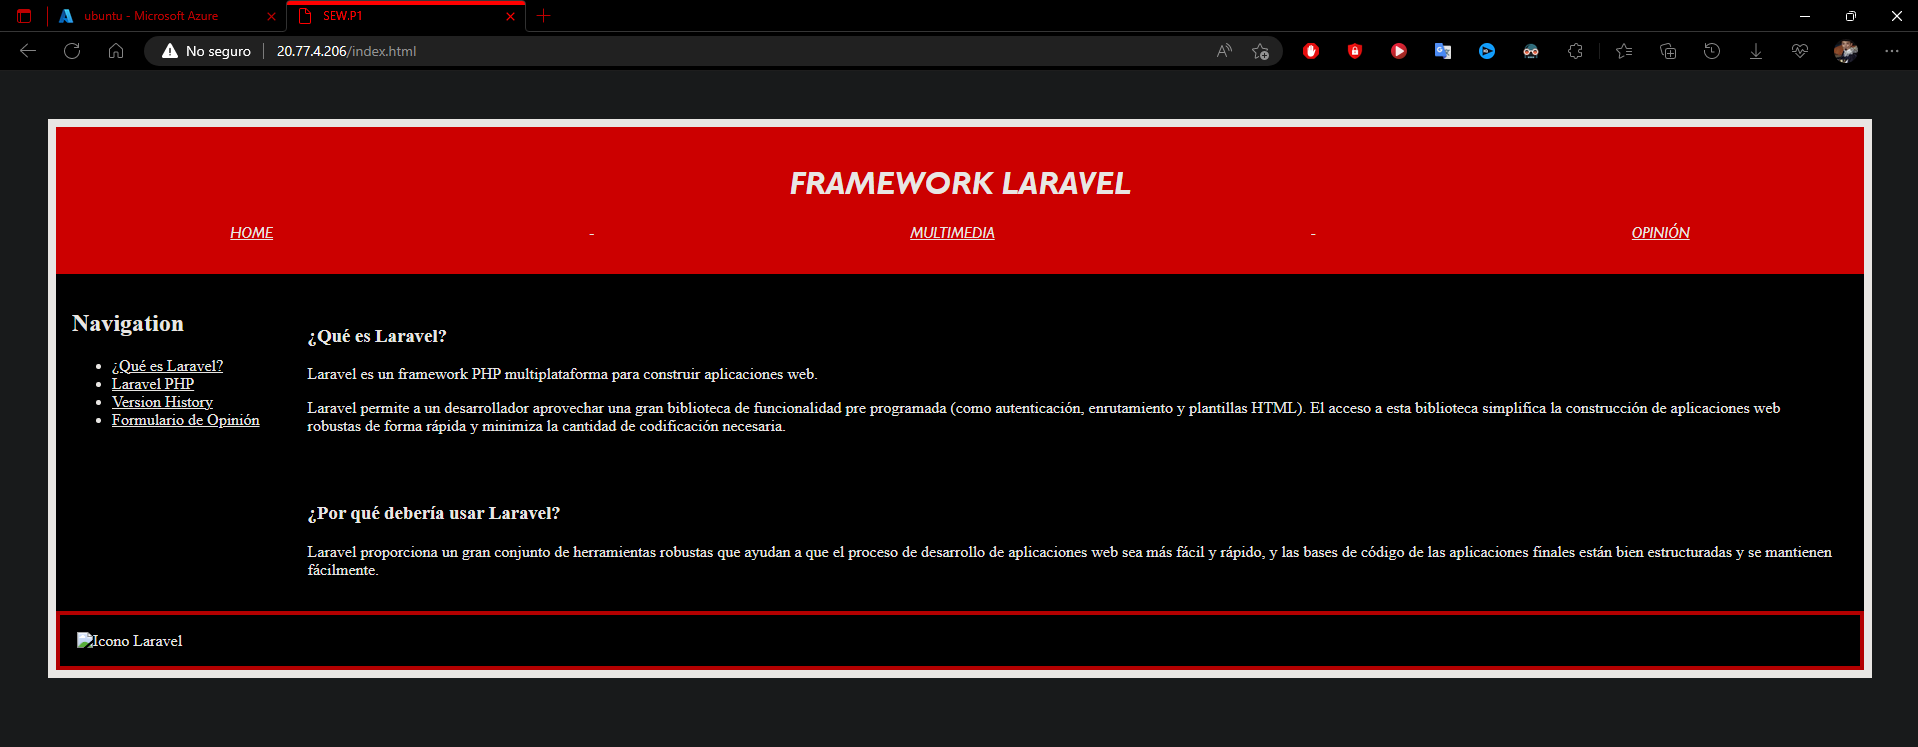 ubuntu - Microsoft Azure
SEW.P1
No seguro
20.77.4.206/index.html
FRAMEWORK LARAVEL
HOME - MULTIMEDIA - OPINIÓN
Navigation
¿Qué es Laravel?
Laravel PHP
Version History
Formulario de Opinión
¿Qué es Laravel?
Laravel es un framework PHP multiplataforma para construir aplicaciones web.
Laravel permite a un desarrollador aprovechar una gran biblioteca de funcionalidad pre programada (como autenticación, enrutamiento y plantillas HTML). El acceso a esta biblioteca simplifica la construcción de aplicaciones web
robustas de forma rápida y minimiza la cantidad de codificación necesaria.
¿Por qué debería usar Laravel?
Laravel proporciona un gran conjunto de herramientas robustas que ayudan a que el proceso de desarrollo de aplicaciones web sea más fácil y rápido, y las bases de código de las aplicaciones finales están bien estructuradas y se mantienen
fácilmente.
Icono Laravel